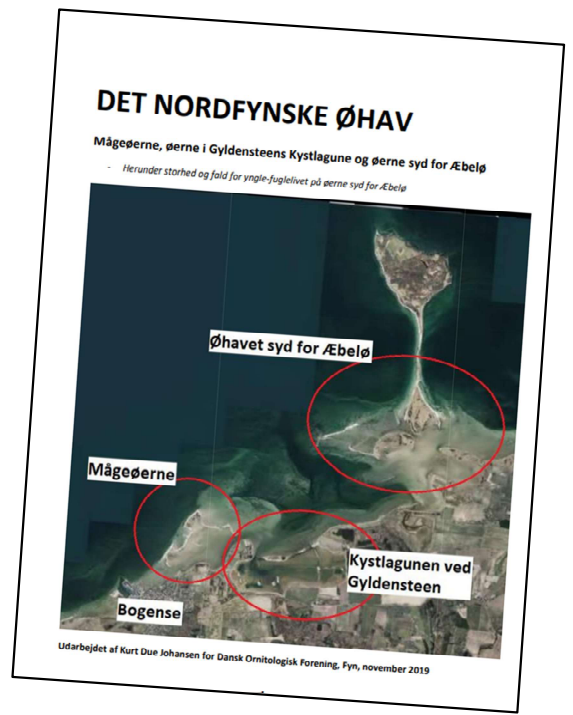 DET NORDFYNSKE ØHAV
Mågeøerne, øerne i Gyldensteens Kystlagune og øerne syd for Æbelø
- Herunder storhed og fald for yngle-fuglelivet på øerne syd for Æbelø
Øhavet syd for Æbelø
Mågeøerne
Kystlagunen ved
Gyldensteen
Bogense
Udarbejdet af Kurt Due Johansen for Dansk Ornitologisk Forening, Fyn, november 2019